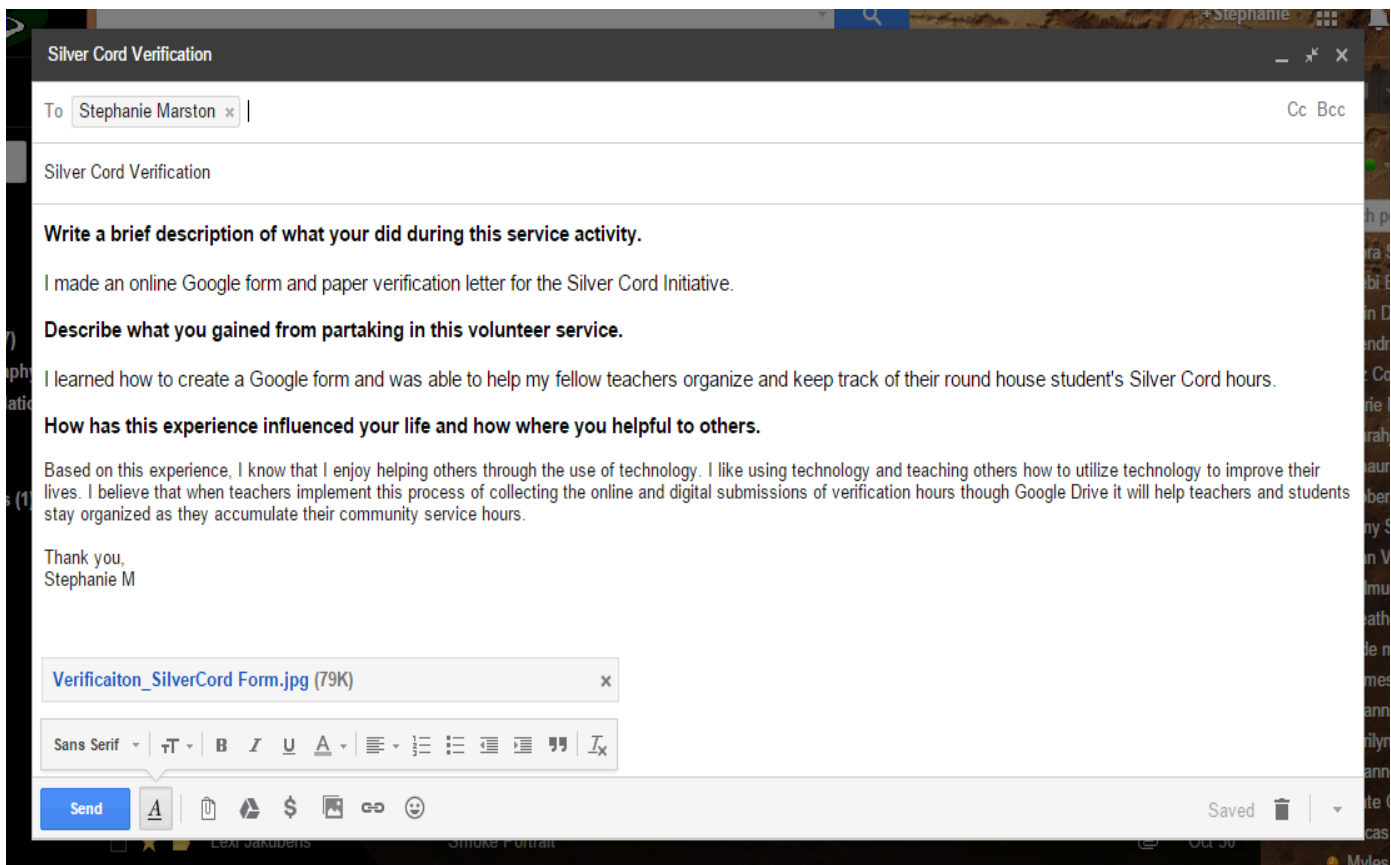 +Stephanie
Silver Cord Verification
To Stephanie Marston
Cc Bcc
Silver Cord Verification
Write a brief description of what your did during this service activity.
I made an online Google form and paper verification letter for the Silver Cord Initiative.
Describe what you gained from partaking in this volunteer service.
I learned how to create a Google form and was able to help my fellow teachers organize and keep track of their round house student's Silver Cord hours.
How has this experience influenced your life and how where you helpful to others.
Based on this experience, I know that I enjoy helping others through the use of technology. I like using technology and teaching others how to utilize technology to improve their
lives. I believe that when teachers implement this process of collecting the online and digital submissions of verification hours though Google Drive it will help teachers and students
stay organized as they accumulate their community service hours.
Thank you,
Stephanie M
Verificaiton_SilverCord Form.jpg (79K)
Sans Serif
Send
Saved
Lexi Jakubens
Smoke Portrait
Oct 30
Myles